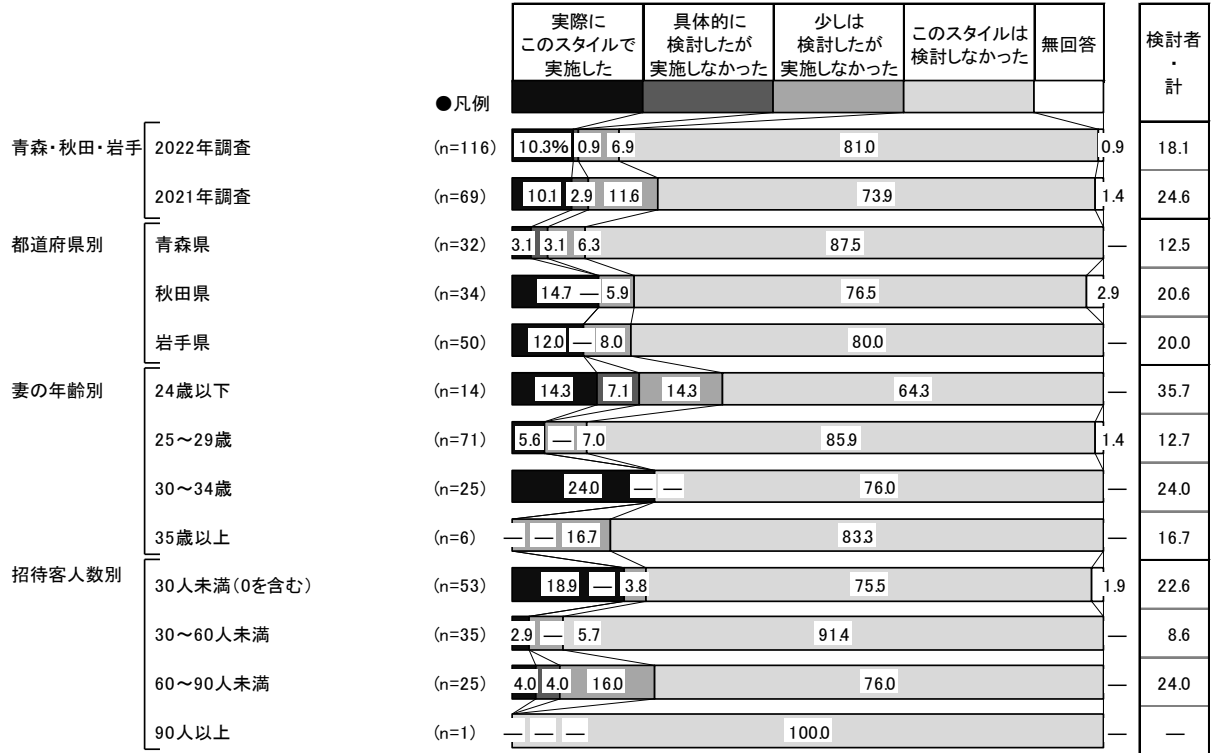 実際に
このスタイルで
実施した
具体的に
検討したが
実施しなかった
少しは
検討したが
実施しなかった
このスタイルは
検討しなかった
無回答
検討者
・
計
●凡例
青森・秋田・岩手 2022年調査 (n=116) 10.3% 0.9 6.9 81.0 0.9 18.1
2021年調査 (n=69) 10.1 2.9 11.6 73.9 1.4 24.6
都道府県別 青森県 (n=32) 3.1 3.1 6.3 87.5 — 12.5
秋田県 (n=34) 14.7 — 5.9 76.5 2.9 20.6
岩手県 (n=50) 12.0 — 8.0 80.0 — 20.0
妻の年齢別 24歳以下 (n=14) 14.3 7.1 14.3 64.3 — 35.7
25～29歳 (n=71) 5.6 — 7.0 85.9 1.4 12.7
30～34歳 (n=25) 24.0 — — 76.0 — 24.0
35歳以上 (n=6) — — 16.7 83.3 — 16.7
招待客人数別 30人未満(0を含む) (n=53) 18.9 — 3.8 75.5 1.9 22.6
30～60人未満 (n=35) 2.9 — 5.7 91.4 — 8.6
60～90人未満 (n=25) 4.0 4.0 16.0 76.0 — 24.0
90人以上 (n=1) — — — 100.0 — —